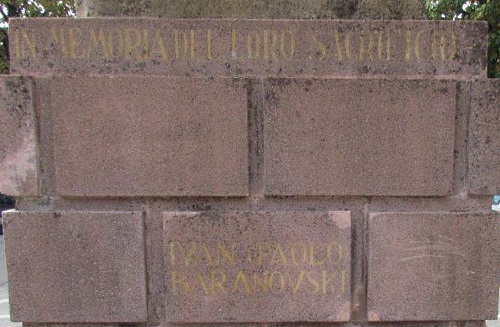 IN MEMORIA DEL LORO SACRIFICIO
IVAN PAOLO
BARANOVSKI